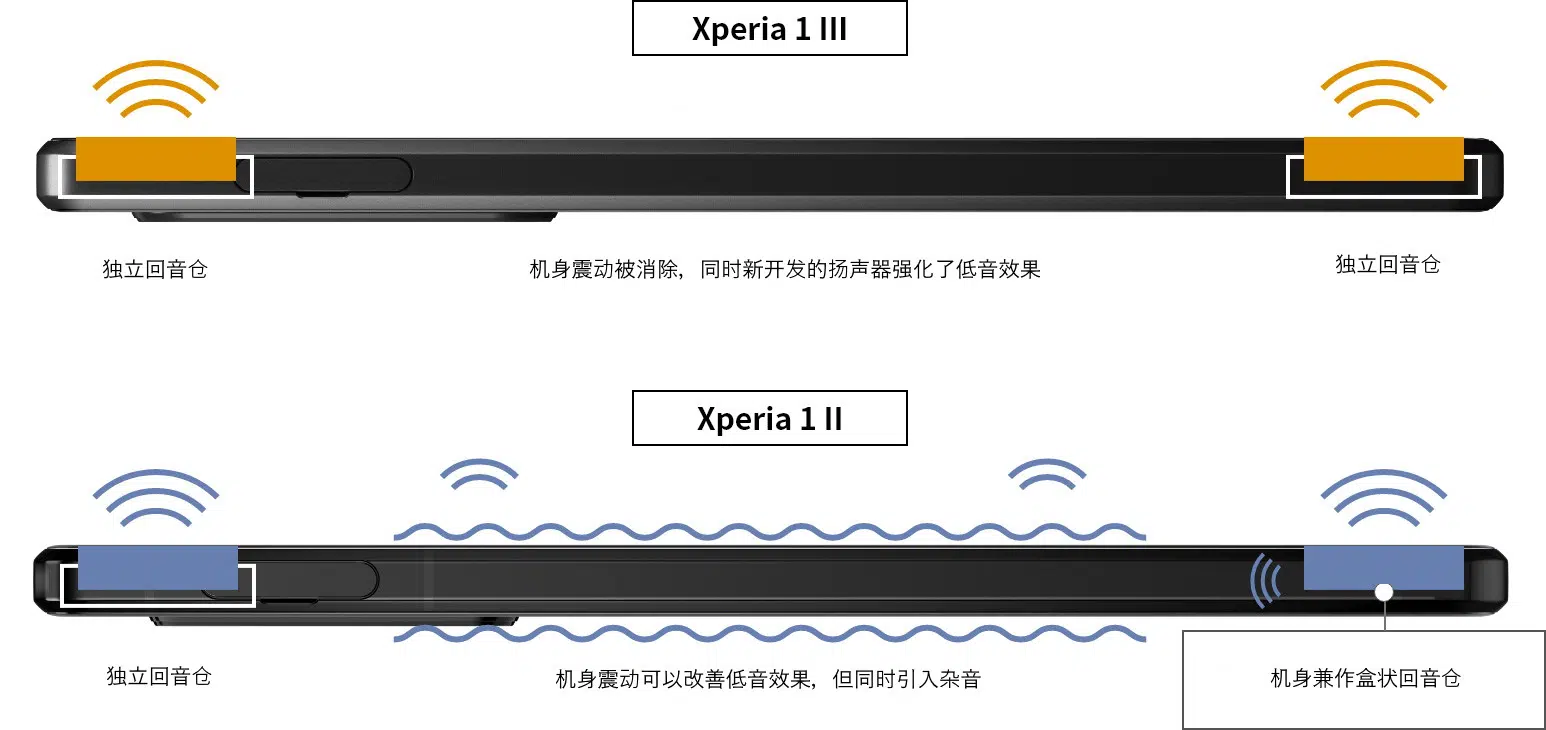 Xperia 1 III
独立回音仓
机身震动被消除，同时新开发的扬声器强化了低音效果
独立回音仓
Xperia 1 II
独立回音仓
机身震动可以改善低音效果，但同时引入杂音
机身兼作盒状回音仓